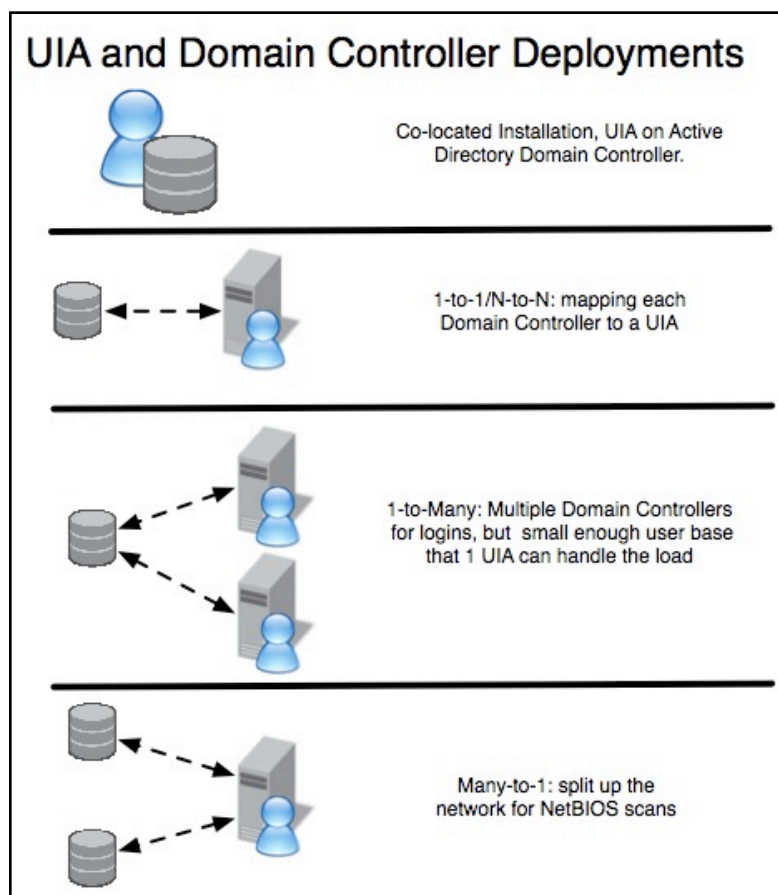 UIA and Domain Controller Deployments
Co-located Installation, UIA on Active
Directory Domain Controller.
1-to-1/N-to-N: mapping each
Domain Controller to a UIA
1-to-Many: Multiple Domain Controllers
for logins, but small enough user base
that 1 UIA can handle the load
Many-to-1: split up the
network for NetBIOS scans